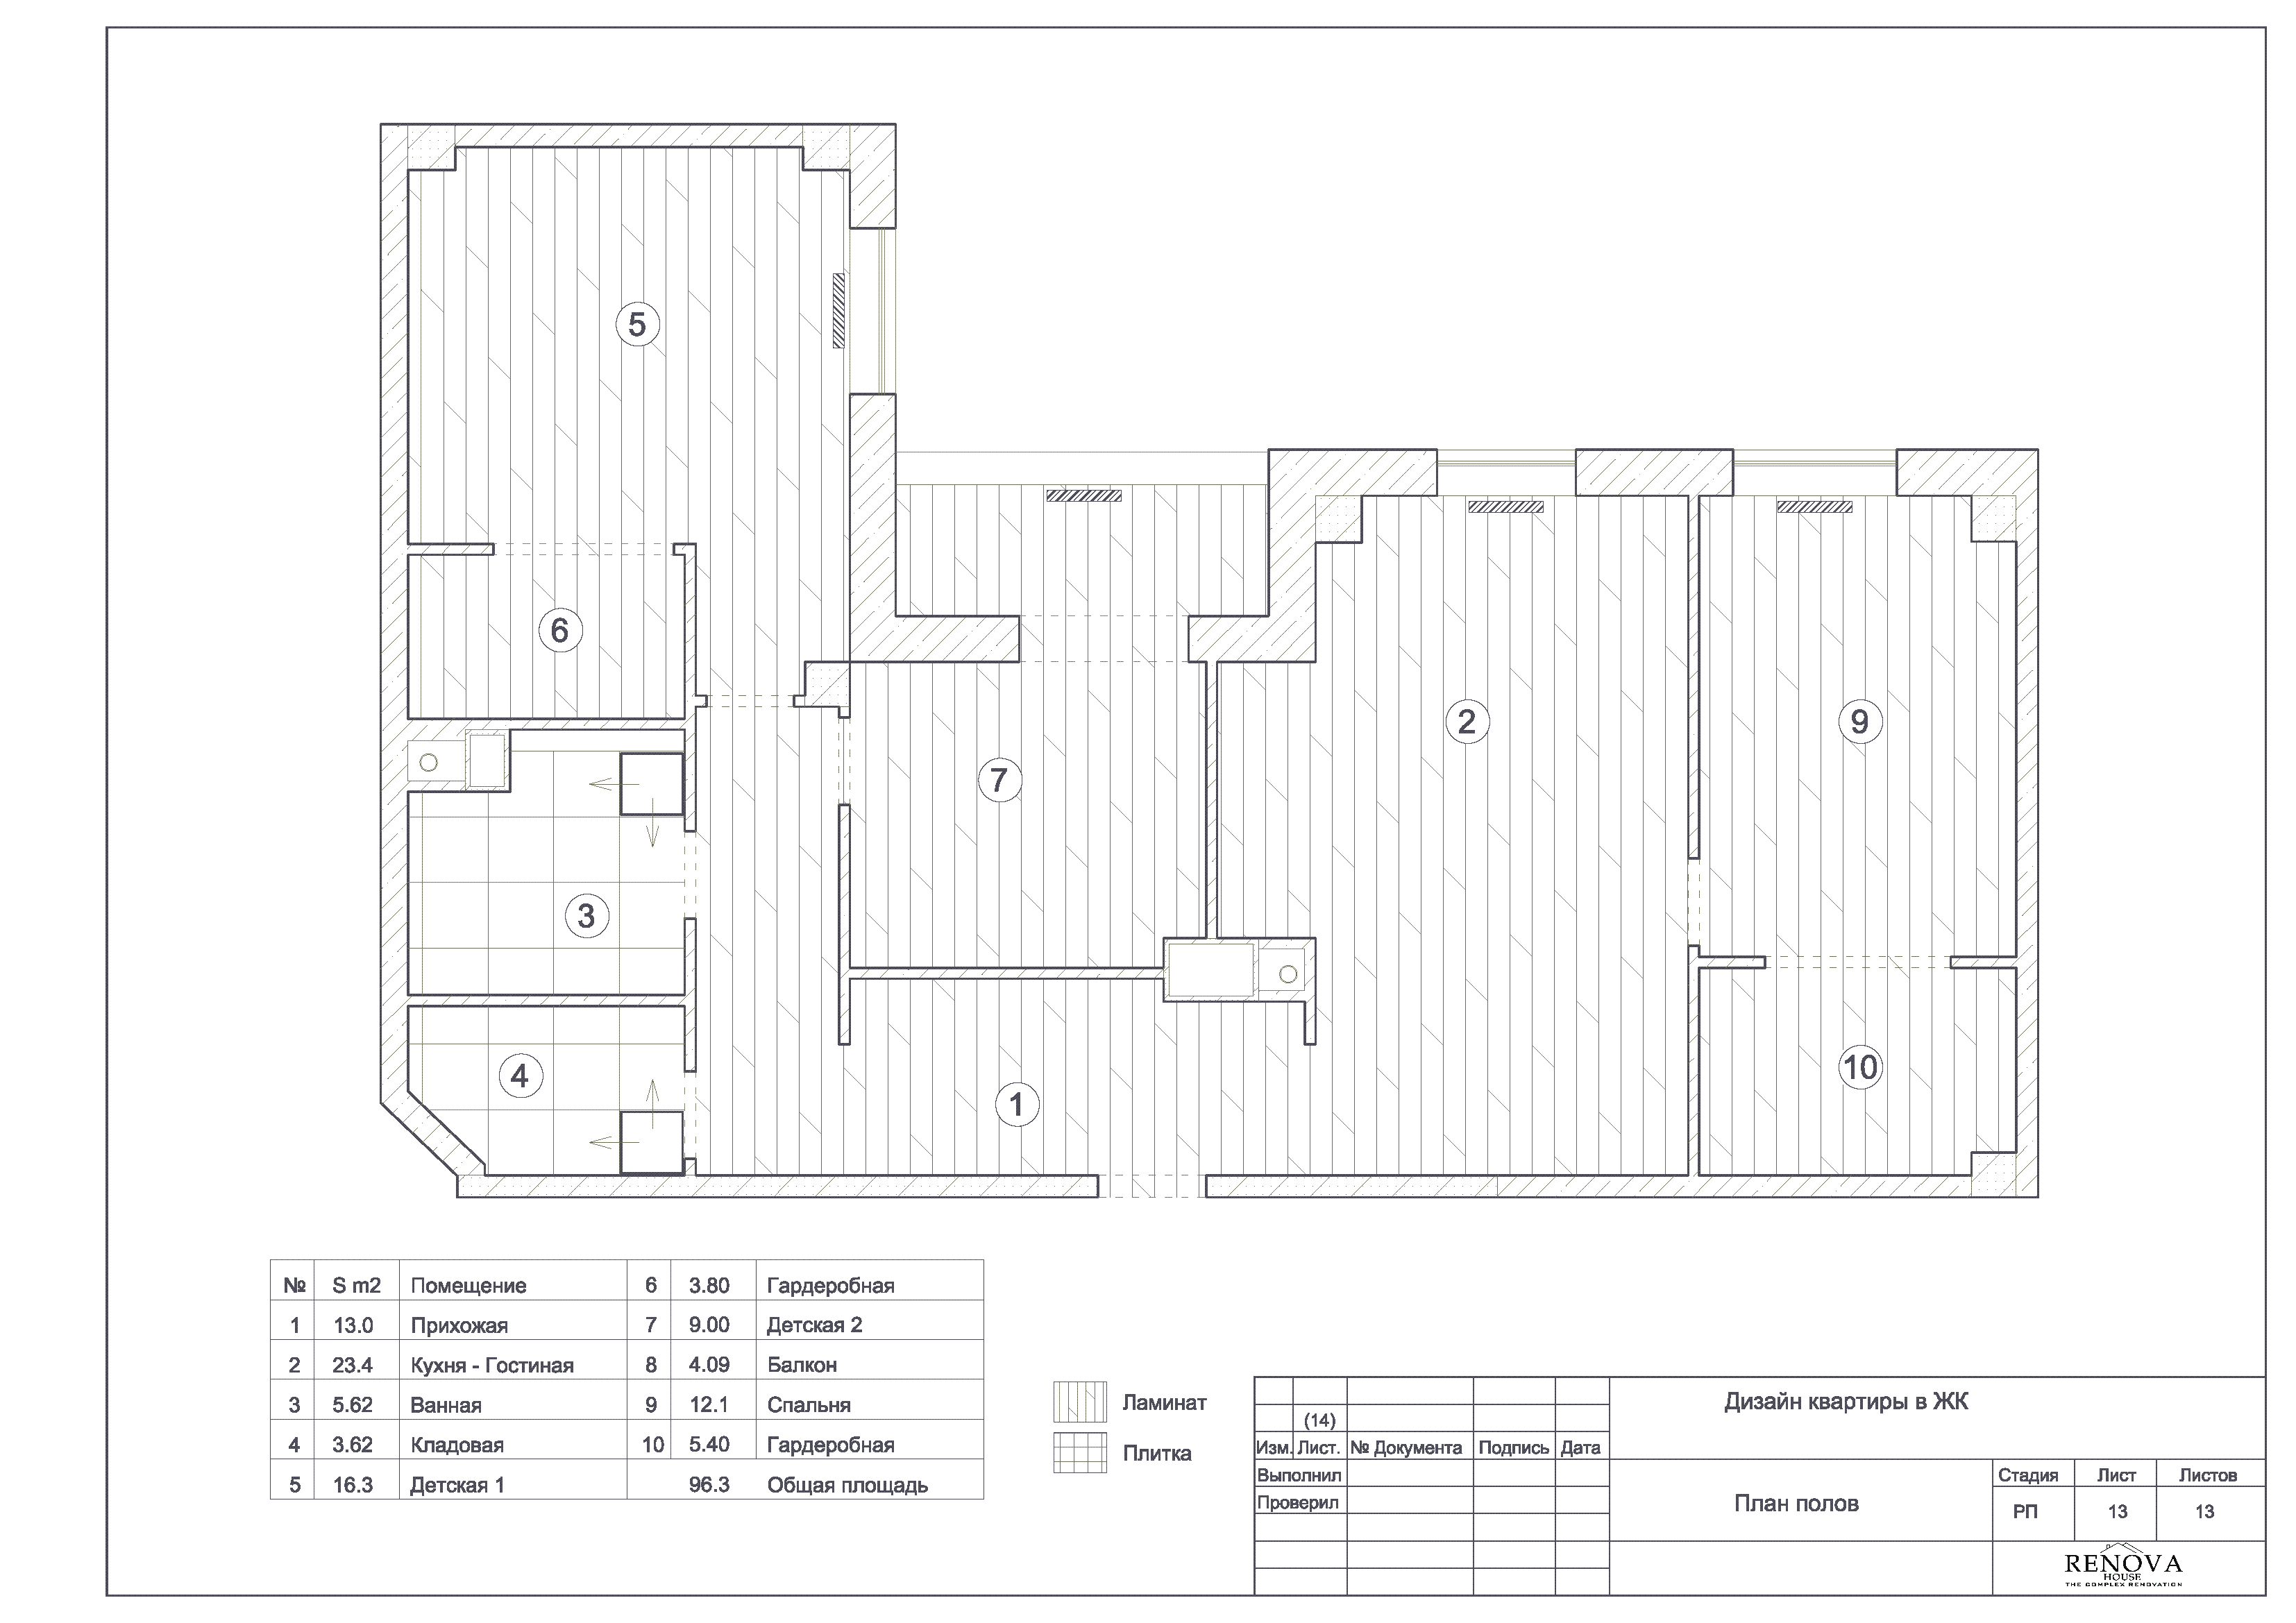 5
6
2
9
7
3
4
10
1
№ S m2 Помещение 6 3.80 Гардеробная
1 13.0 Прихожая 7 9.00 Детская 2
2 23.4 Кухня - Гостиная 8 4.09 Балкон
3 5.62 Ванная 9 12.1 Спальня
4 3.62 Кладовая 10 5.40 Гардеробная
5 16.3 Детская 1 96.3 Общая площадь
Ламинат
Плитка
(14)
Изм. Лист. № Документа Подпись Дата
Выполнил
Проверил
Дизайн квартиры в ЖК
План полов
Стадия Лист Листов
РП 13 13
RENOVA
HOUSE
THE COMPLEX RENOVATION